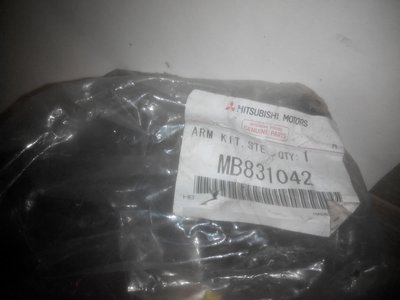 MITSUBISHI MOTORS
GENUINE PARTS
ARM KIT, STE QTY: 1
MB831042